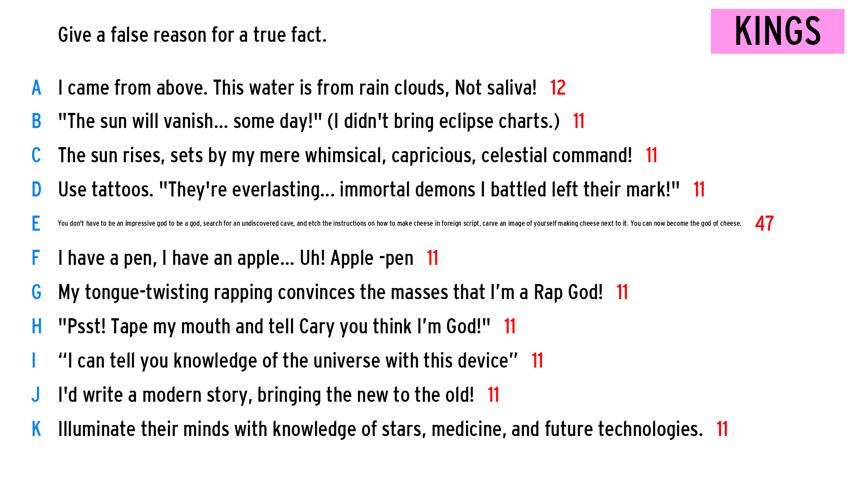 Give a false reason for a true fact.
KINGS
A I came from above. This water is from rain clouds, Not saliva! 12
B "The sun will vanish... some day!" (I didn't bring eclipse charts.) 11
C The sun rises, sets by my mere whimsical, capricious, celestial command! 11
D Use tattoos. "They're everlasting... immortal demons I battled left their mark!" 11
E You don't have to be an impressive god to be a god, search for an undiscovered cave, and etch the instructions on how to make cheese in foreign script, carve an image of yourself making cheese next to it. You can now become the god of cheese. 47
F I have a pen, I have an apple... Uh! Apple -pen 11
G My tongue-twisting rapping convinces the masses that I’m a Rap God! 11
H "Psst! Tape my mouth and tell Cary you think I’m God!" 11
I “I can tell you knowledge of the universe with this device” 11
J I'd write a modern story, bringing the new to the old! 11
K Illuminate their minds with knowledge of stars, medicine, and future technologies. 11